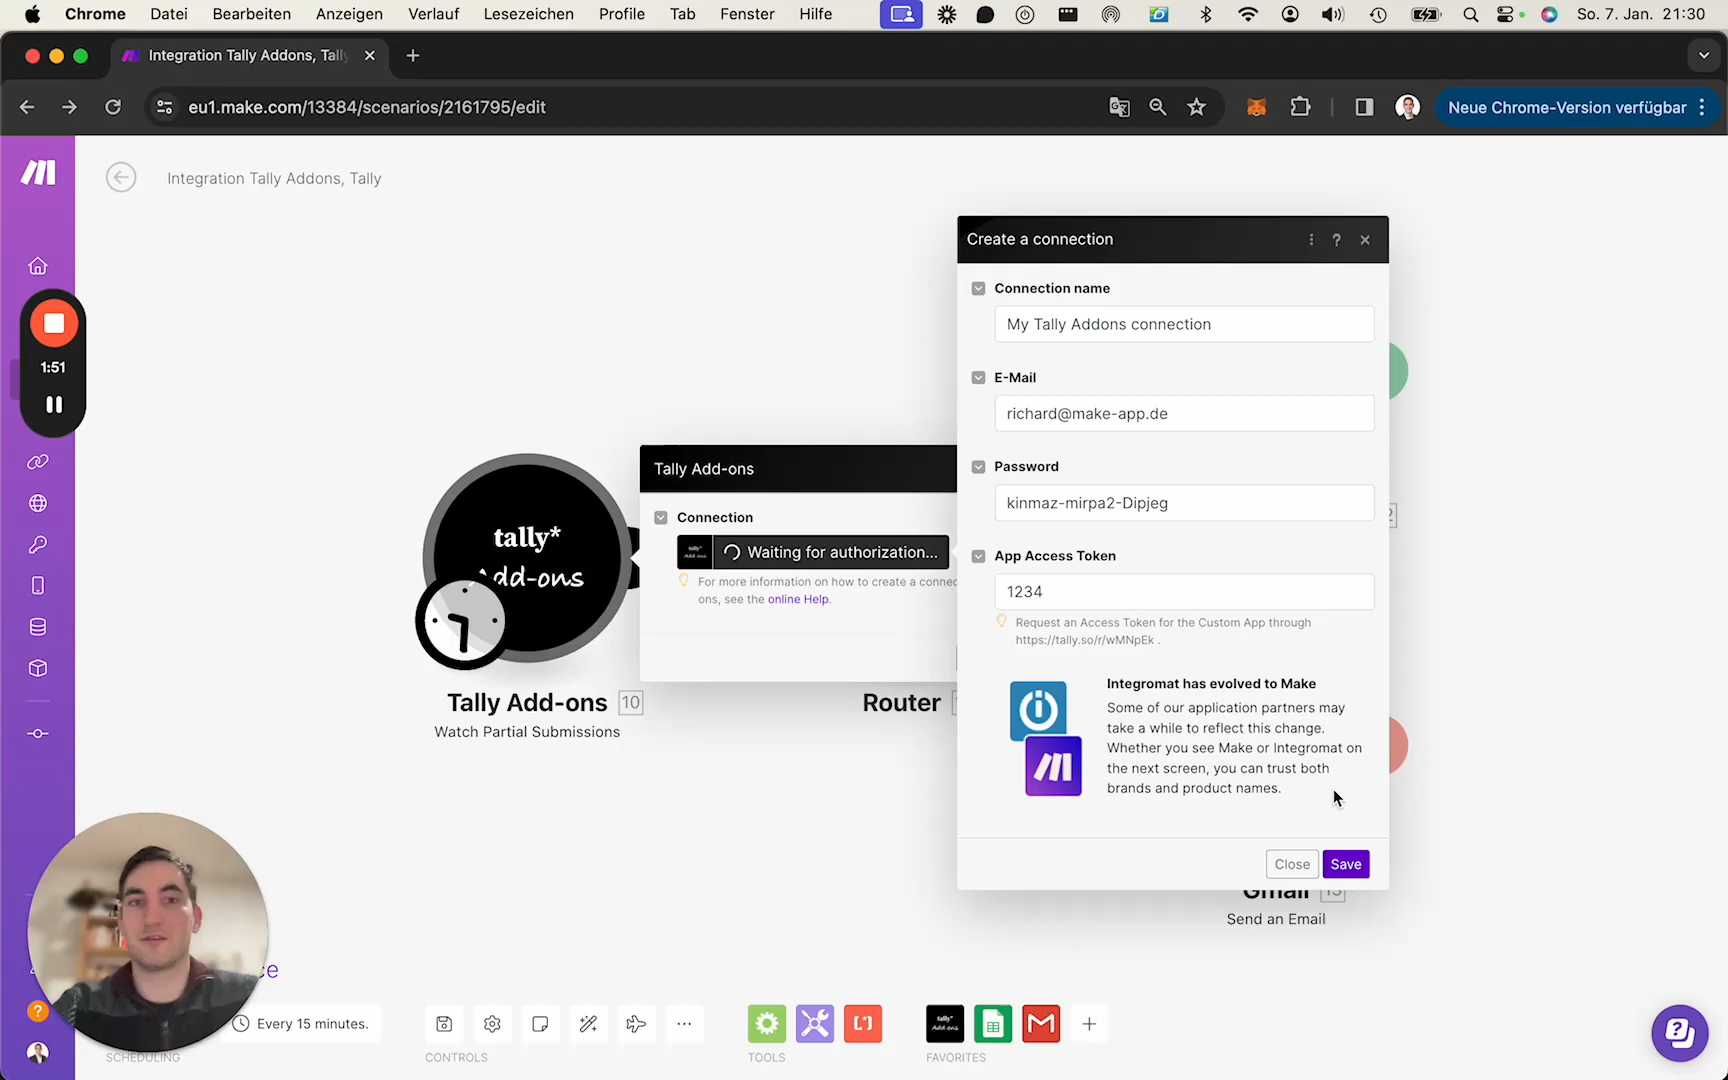 Chrome Datei Bearbeiten Anzeigen Verlauf Lesezeichen Profile Tab Fenster Hilfe So. 7. Jan. 21:30
Integration Tally Addons, Tally
eu1.make.com/13384/scenarios/2161795/edit
Neue Chrome-Version verfügbar
Integration Tally Addons, Tally
Create a connection
Connection name
My Tally Addons connection
1:51
E-Mail
richard@make-app.de
Tally Add-ons
Password
kinmaz-mirpa2-Dipjeg
Connection
tally*
Add-ons
Waiting for authorization...
App Access Token
For more information on how to create a connec
ons, see the online Help.
1234
Request an Access Token for the Custom App through
https://tally.so/r/wMNpEk .
Integromat has evolved to Make
Some of our application partners may
take a while to reflect this change.
Whether you see Make or Integromat on
the next screen, you can trust both
brands and product names.
Tally Add-ons 10
Watch Partial Submissions
Router
Close Save
Gmail
Send an Email
ce
Every 15 minutes.
SCHEDULING
CONTROLS
TOOLS
FAVORITES